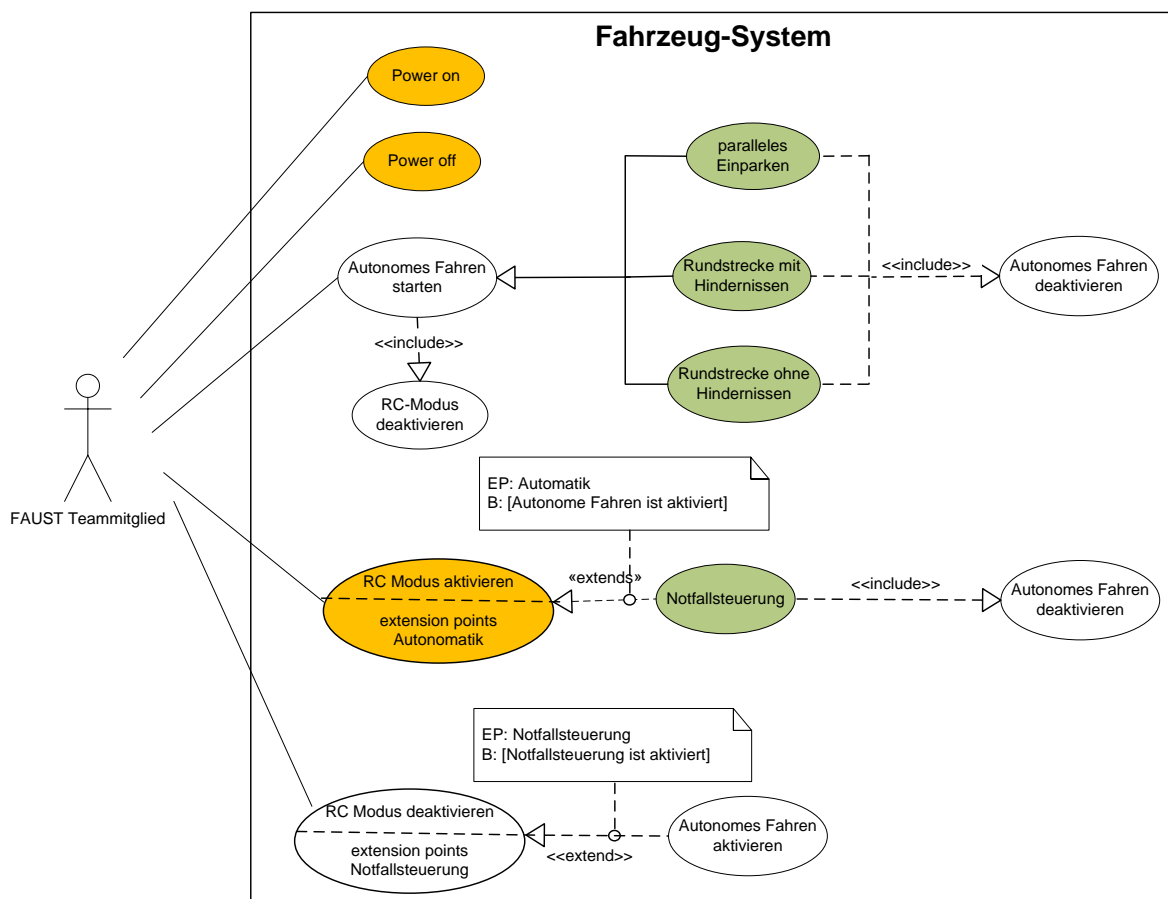 Fahrzeug-System
Power on
Power off
paralleles
Einparken
Autonomes Fahren
starten
Rundstrecke mit
Hindernissen
<<include>>
Autonomes Fahren
deaktivieren
<<include>>
Rundstrecke ohne
Hindernissen
RC-Modus
deaktivieren
FAUST Teammitglied
EP: Automatik
B: [Autonome Fahren ist aktiviert]
RC Modus aktivieren
extension points
Autonomatik
«extends»
Notfallsteuerung
<<include>>
Autonomes Fahren
deaktivieren
EP: Notfallsteuerung
B: [Notfallsteuerung ist aktiviert]
RC Modus deaktivieren
extension points
Notfallsteuerung
<<extend>>
Autonomes Fahren
aktivieren